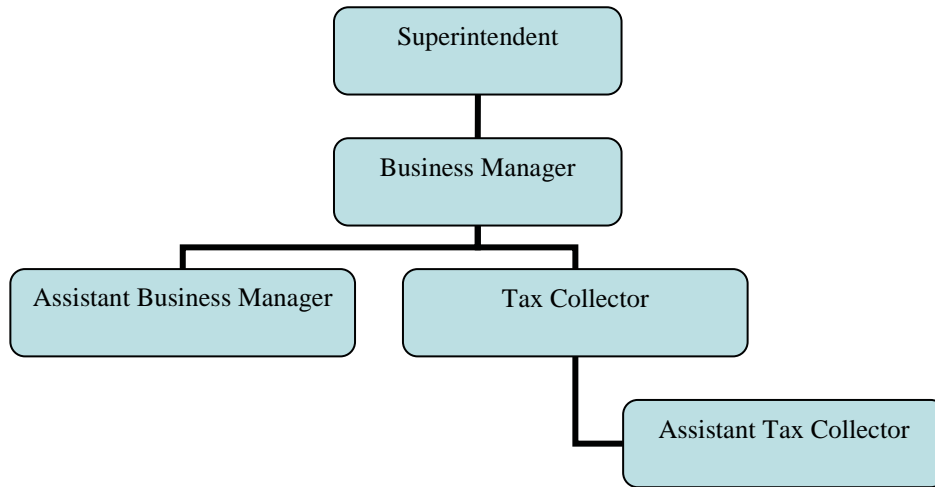 Superintendent
Business Manager
Assistant Business Manager
Tax Collector
Assistant Tax Collector